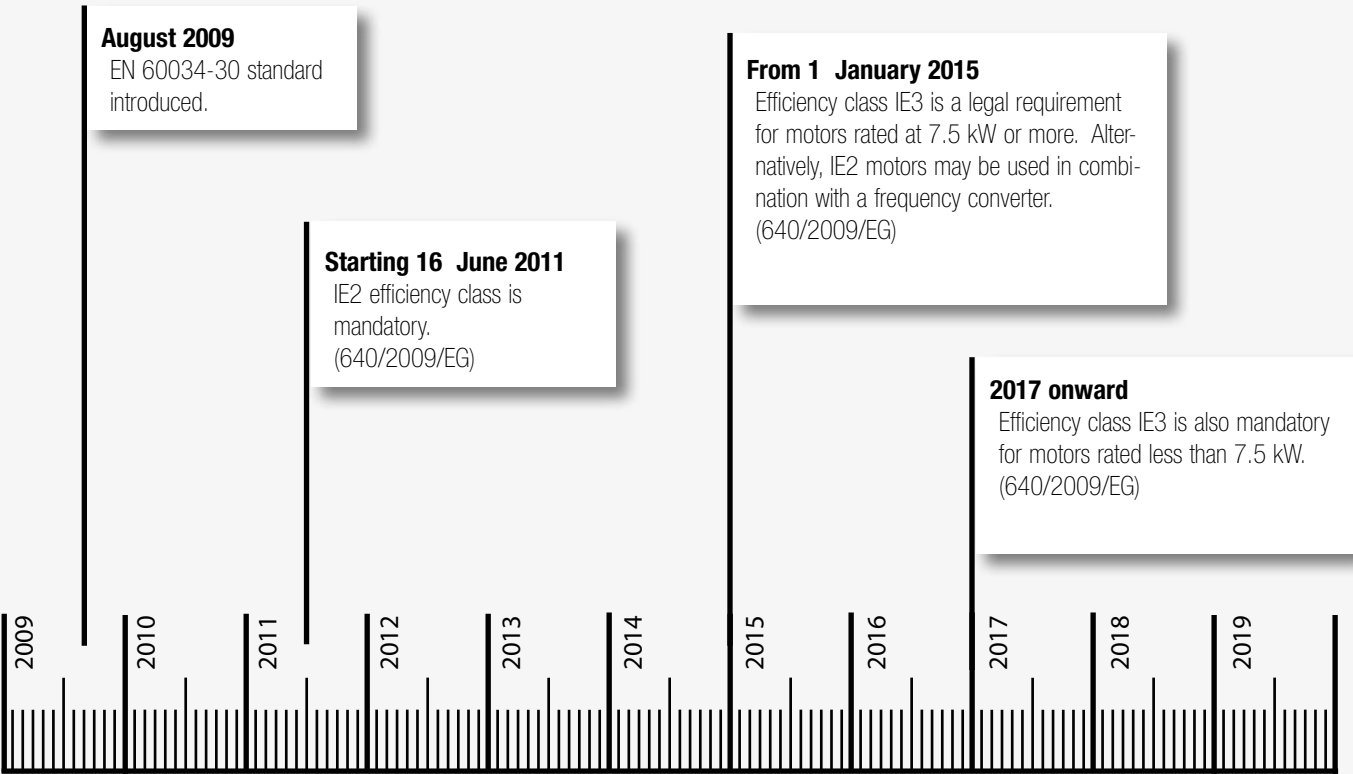 August 2009
EN 60034-30 standard
introduced.
Starting 16 June 2011
IE2 efficiency class is
mandatory.
(640/2009/EG)
From 1 January 2015
Efficiency class IE3 is a legal requirement
for motors rated at 7.5 kW or more. Alter-
natively, IE2 motors may be used in combi-
nation with a frequency converter.
(640/2009/EG)
2017 onward
Efficiency class IE3 is also mandatory
for motors rated less than 7.5 kW.
(640/2009/EG)
2009
2010
2011
2012
2013
2014
2015
2016
2017
2018
2019